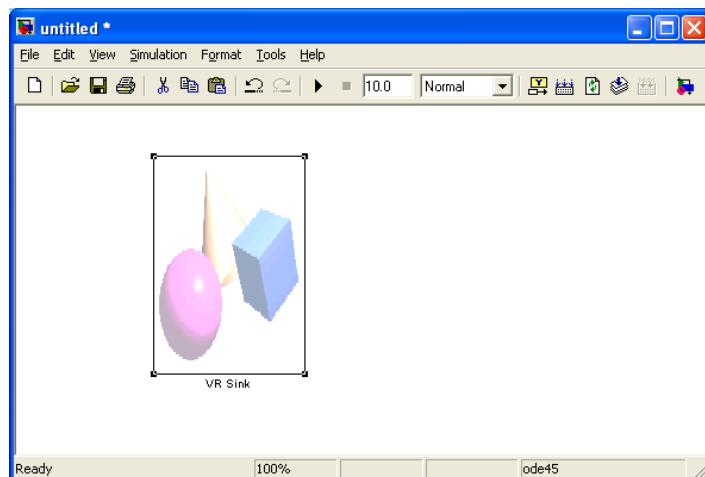 untitled *
File Edit View Simulation Format Tools Help
10.0 Normal
VR Sink
Ready 100% ode45